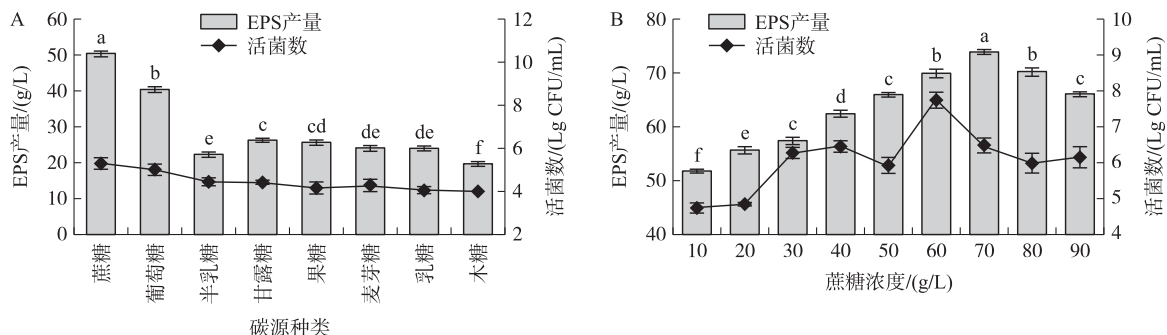 A
EPS产量
活菌数
EPS产量/(g/L)
60
50
40
30
20
10
0
a
b
e
c
cd
de
de
f
12
10
8
6
4
2
活菌数/(Lg CFU/mL)
蔗糖
葡萄糖
半乳糖
甘露糖
果糖
麦芽糖
乳糖
木糖
碳源种类
B
EPS产量
活菌数
EPS产量/(g/L)
80
70
60
50
40
f
e
c
d
c
b
a
b
c
10
9
8
7
6
5
4
活菌数/(Lg CFU/mL)
10 20 30 40 50 60 70 80 90
蔗糖浓度/(g/L)